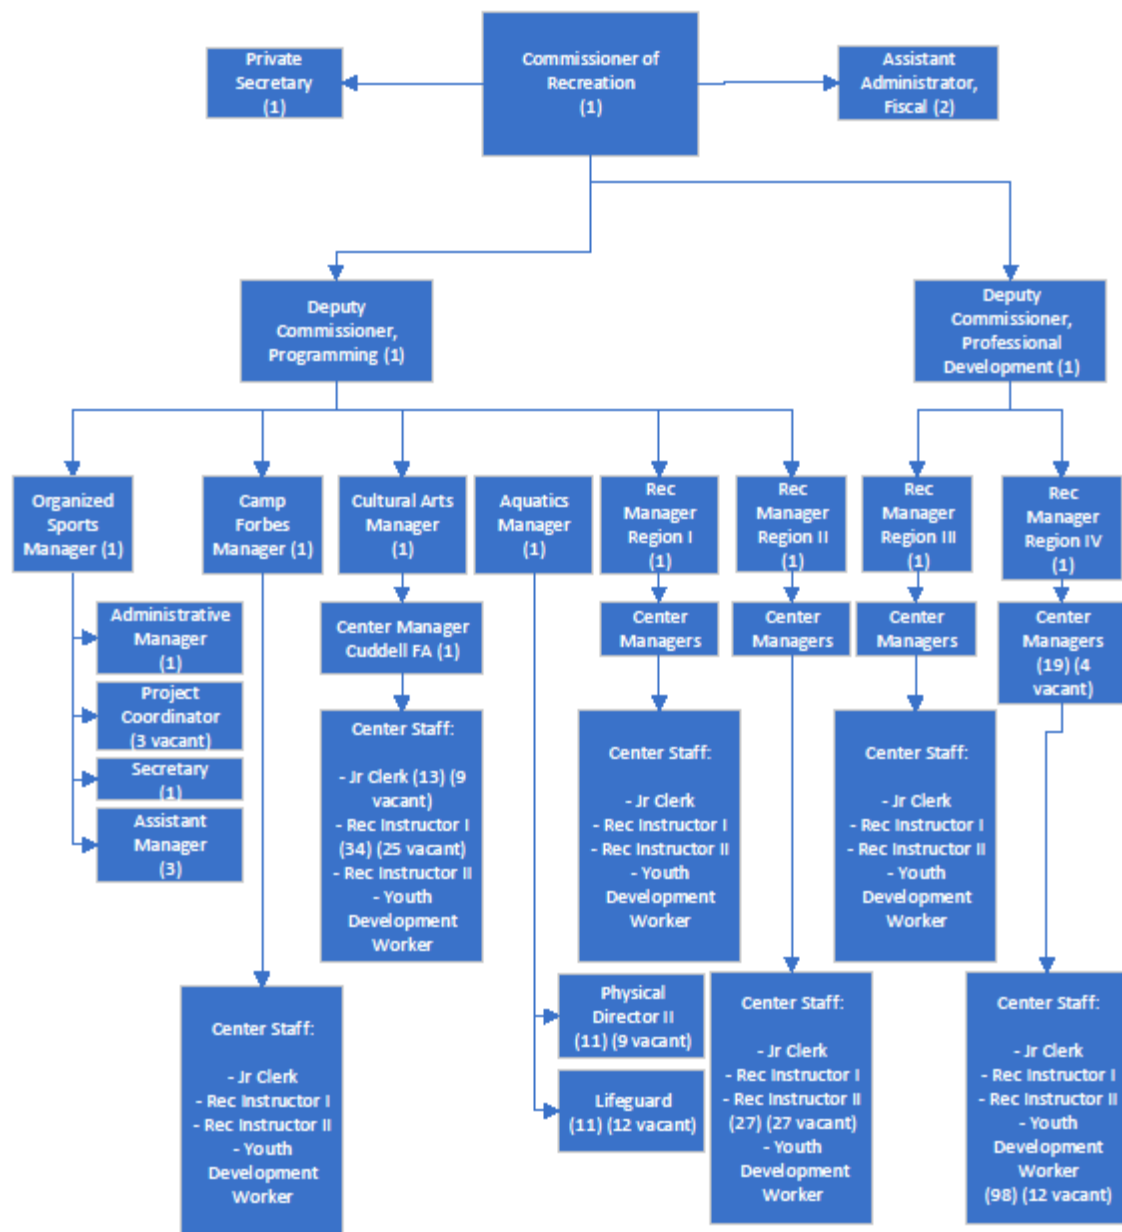 Private
Secretary
(1)
Commissioner of
Recreation
(1)
Assistant
Administrator,
Fiscal (2)
Deputy
Commissioner,
Programming (1)
Deputy
Commissioner,
Professional
Development (1)
Organized
Sports
Manager (1)
Camp
Forbes
Manager (1)
Cultural Arts
Manager
(1)
Aquatics
Manager
(1)
Rec
Manager
Region I
(1)
Rec
Manager
Region II
(1)
Rec
Manager
Region III
(1)
Rec
Manager
Region IV
(1)
Administrative
Manager
(1)
Project
Coordinator
(3 vacant)
Secretary
(1)
Assistant
Manager
(3)
Center Manager
Cuddell FA (1)
Center
Managers
Center
Managers
Center
Managers
Center
Managers
(19) (4
vacant)
Center Staff:
- Jr Clerk (13) (9
vacant)
- Rec Instructor I
(34) (25 vacant)
- Rec Instructor II
- Youth
Development
Worker
Center Staff:
- Jr Clerk
- Rec Instructor I
- Rec Instructor II
- Youth
Development
Worker
Center Staff:
- Jr Clerk
- Rec Instructor I
- Rec Instructor II
- Youth
Development
Worker
Center Staff:
- Jr Clerk
- Rec Instructor I
- Rec Instructor II
- Youth
Development
Worker
Physical
Director II
(11) (9 vacant)
Lifeguard
(11) (12 vacant)
Center Staff:
- Jr Clerk
- Rec Instructor I
- Rec Instructor II
(27) (27 vacant)
- Youth
Development
Worker
Center Staff:
- Jr Clerk
- Rec Instructor I
- Rec Instructor II
- Youth
Development
Worker
(98) (12 vacant)